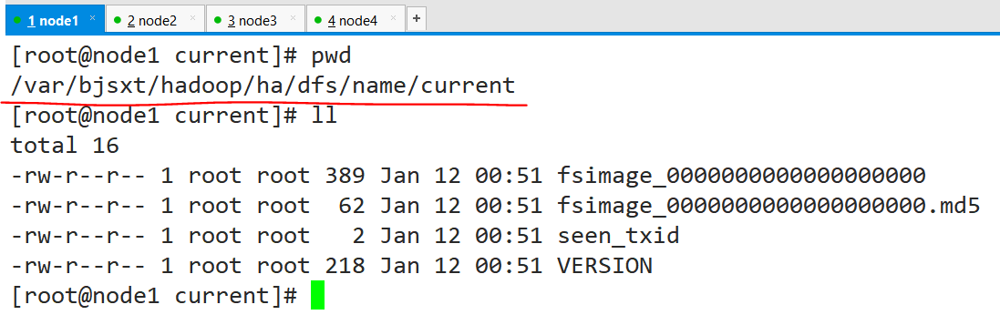 1 node1 × 2 node2 × 3 node3 × 4 node4 × +
[root@node1 current]# pwd
/var/bjsxt/hadoop/ha/dfs/name/current
[root@node1 current]# ll
total 16
-rw-r--r-- 1 root root 389 Jan 12 00:51 fsimage_0000000000000000000
-rw-r--r-- 1 root root  62 Jan 12 00:51 fsimage_0000000000000000000.md5
-rw-r--r-- 1 root root   2 Jan 12 00:51 seen_txid
-rw-r--r-- 1 root root 218 Jan 12 00:51 VERSION
[root@node1 current]#